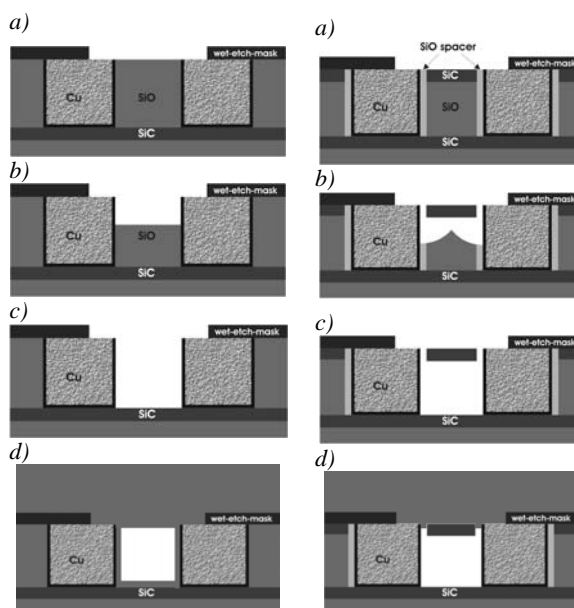 a)
wet-etch-mask
Cu
SiO
SiC
b)
wet-etch-mask
Cu
SiO
SiC
c)
wet-etch-mask
Cu
SiC
d)
wet-etch-mask
Cu
SiC
a)
SiO spacer
wet-etch-mask
SiC
Cu
SiO
SiC
b)
wet-etch-mask
Cu
SiC
c)
wet-etch-mask
Cu
SiC
d)
wet-etch-mask
Cu
SiC